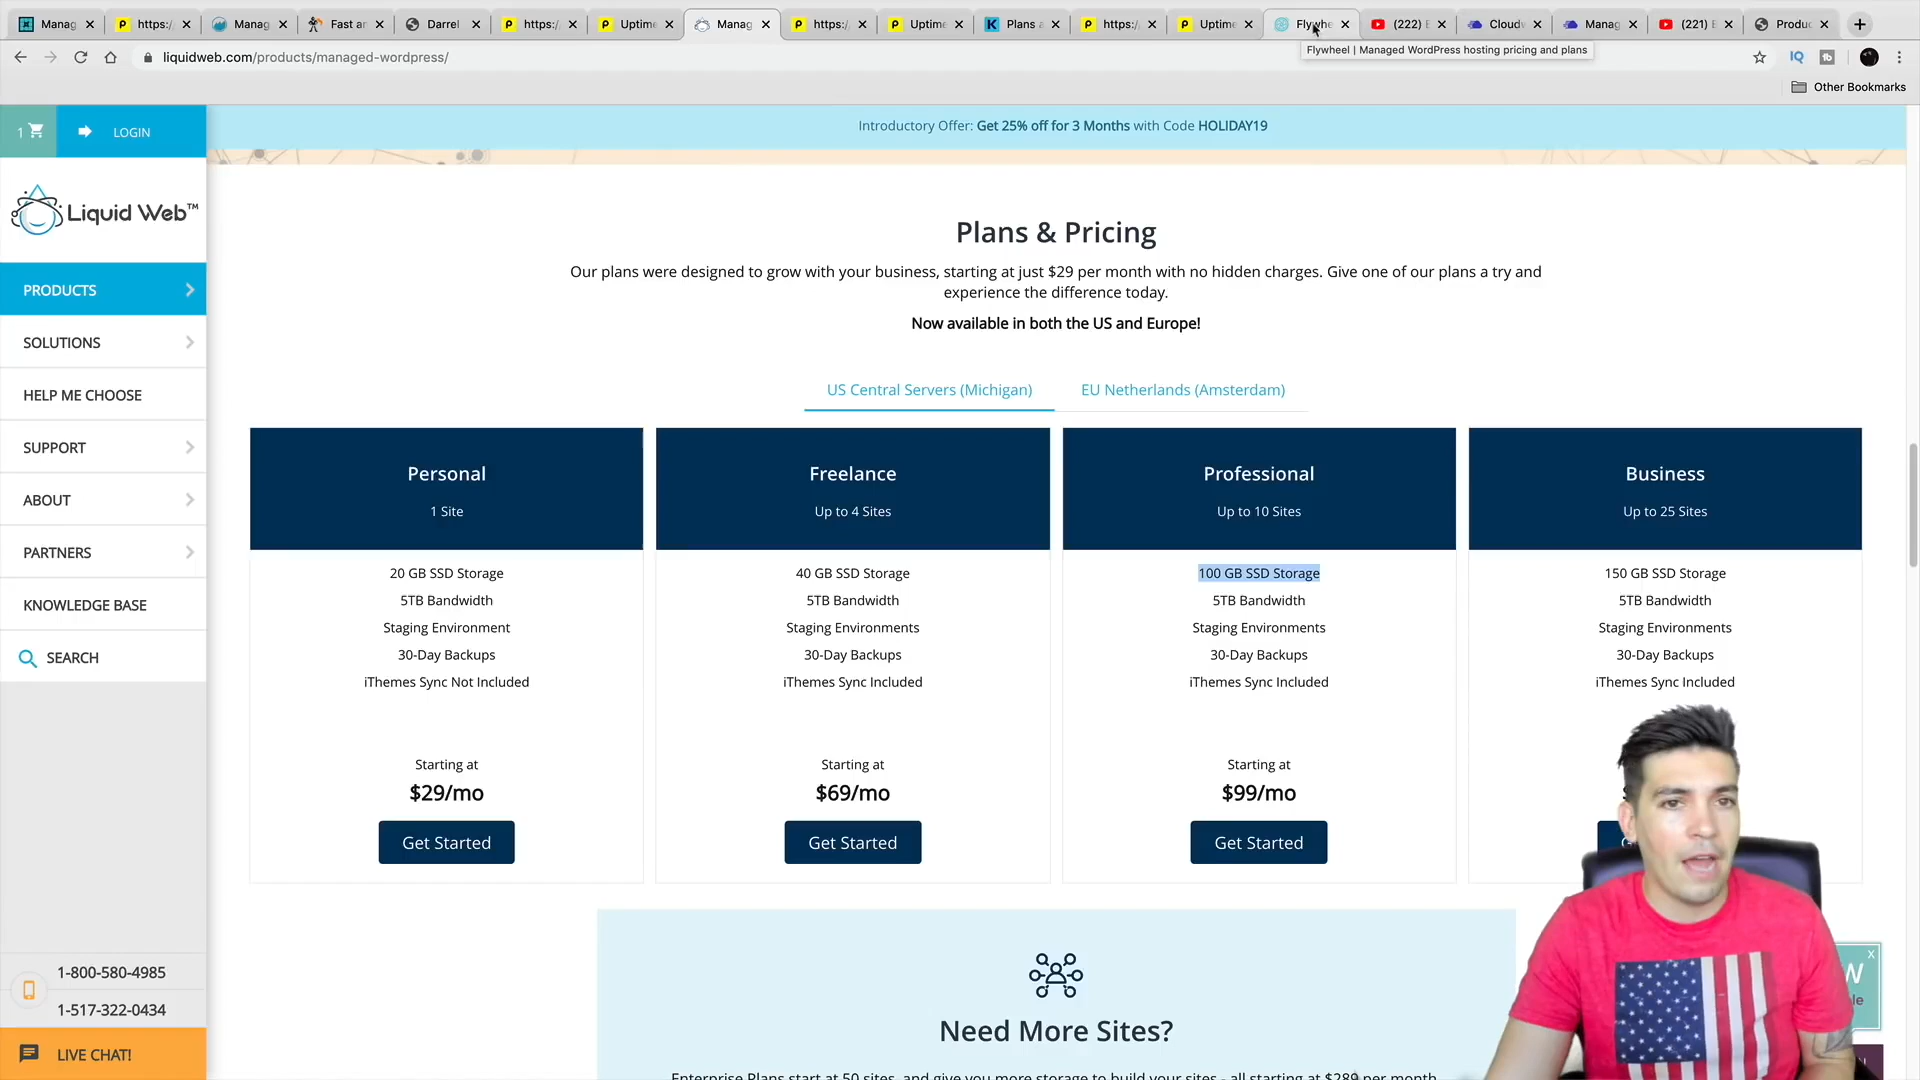 Manag
https:/
Manag
Fast ar
Darrel
https:/
Uptime
Manag
https:/
Uptime
Plans a
https:/
Uptime
Flywhe
(222) E
Cloudv
Manag
(221) E
Produc
liquidweb.com/products/managed-wordpress/
Flywheel | Managed WordPress hosting pricing and plans
IQ
Other Bookmarks
1
LOGIN
Introductory Offer: Get 25% off for 3 Months with Code HOLIDAY19
Liquid Web™
PRODUCTS
SOLUTIONS
HELP ME CHOOSE
SUPPORT
ABOUT
PARTNERS
KNOWLEDGE BASE
SEARCH
1-800-580-4985
1-517-322-0434
LIVE CHAT!
Plans & Pricing
Our plans were designed to grow with your business, starting at just $29 per month with no hidden charges. Give one of our plans a try and
experience the difference today.
Now available in both the US and Europe!
US Central Servers (Michigan)
EU Netherlands (Amsterdam)
Personal
1 Site
20 GB SSD Storage
5TB Bandwidth
Staging Environment
30-Day Backups
iThemes Sync Not Included
Starting at
$29/mo
Get Started
Freelance
Up to 4 Sites
40 GB SSD Storage
5TB Bandwidth
Staging Environments
30-Day Backups
iThemes Sync Included
Starting at
$69/mo
Get Started
Professional
Up to 10 Sites
100 GB SSD Storage
5TB Bandwidth
Staging Environments
30-Day Backups
iThemes Sync Included
Starting at
$99/mo
Get Started
Business
Up to 25 Sites
150 GB SSD Storage
5TB Bandwidth
Staging Environments
30-Day Backups
iThemes Sync Included
Need More Sites?
Enterprise Plans start at 50 sites, and give you more storage to build your sites - all starting at $289 per month